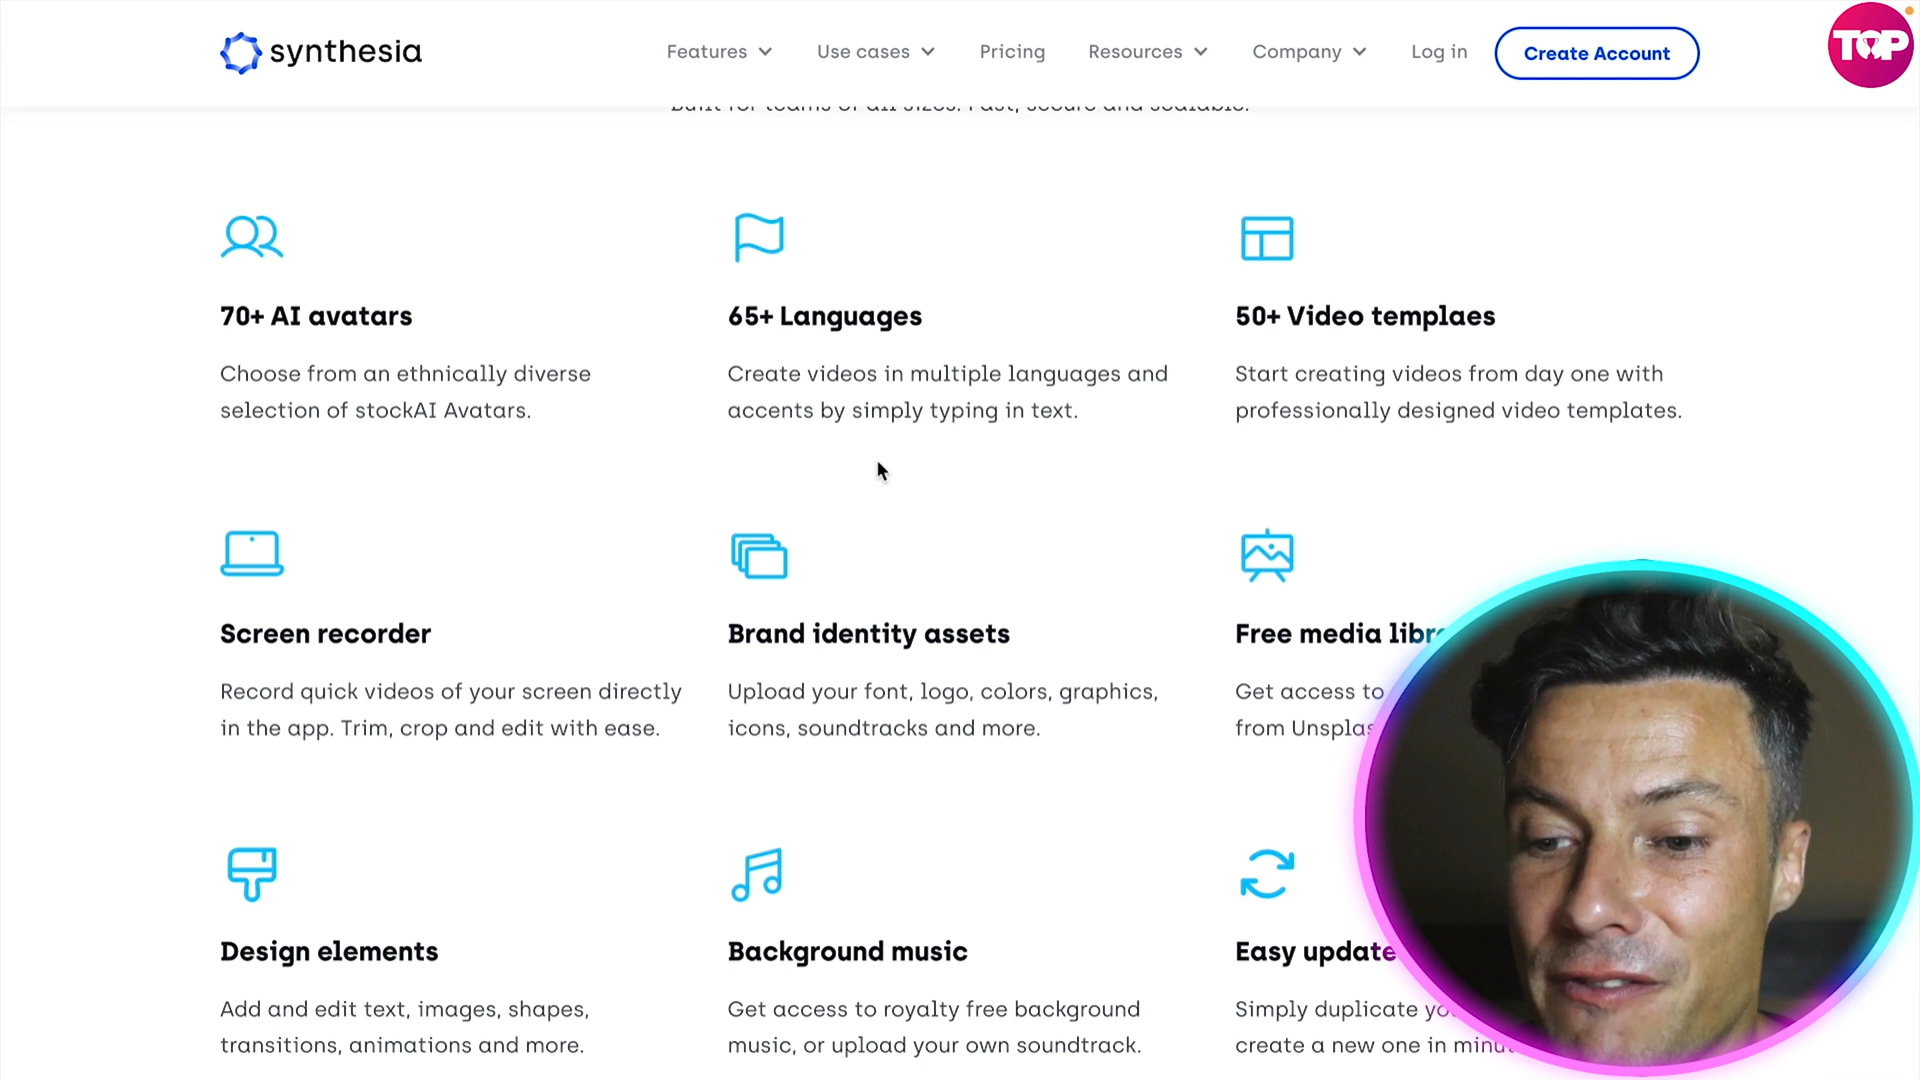 synthesia
Features
Use cases
Pricing
Resources
Company
Log in
Create Account
TOP
Built for teams of all sizes. Fast, secure and scalable.
70+ AI avatars
Choose from an ethnically diverse
selection of stockAI Avatars.
65+ Languages
Create videos in multiple languages and
accents by simply typing in text.
50+ Video templaes
Start creating videos from day one with
professionally designed video templates.
Screen recorder
Record quick videos of your screen directly
in the app. Trim, crop and edit with ease.
Brand identity assets
Upload your font, logo, colors, graphics,
icons, soundtracks and more.
Free media
Get access to
from
Design elements
Add and edit text, images, shapes,
transitions, animations and more.
Background music
Get access to royalty free background
music, or upload your own soundtrack.
Easy update
Simply duplicate
create a new one in